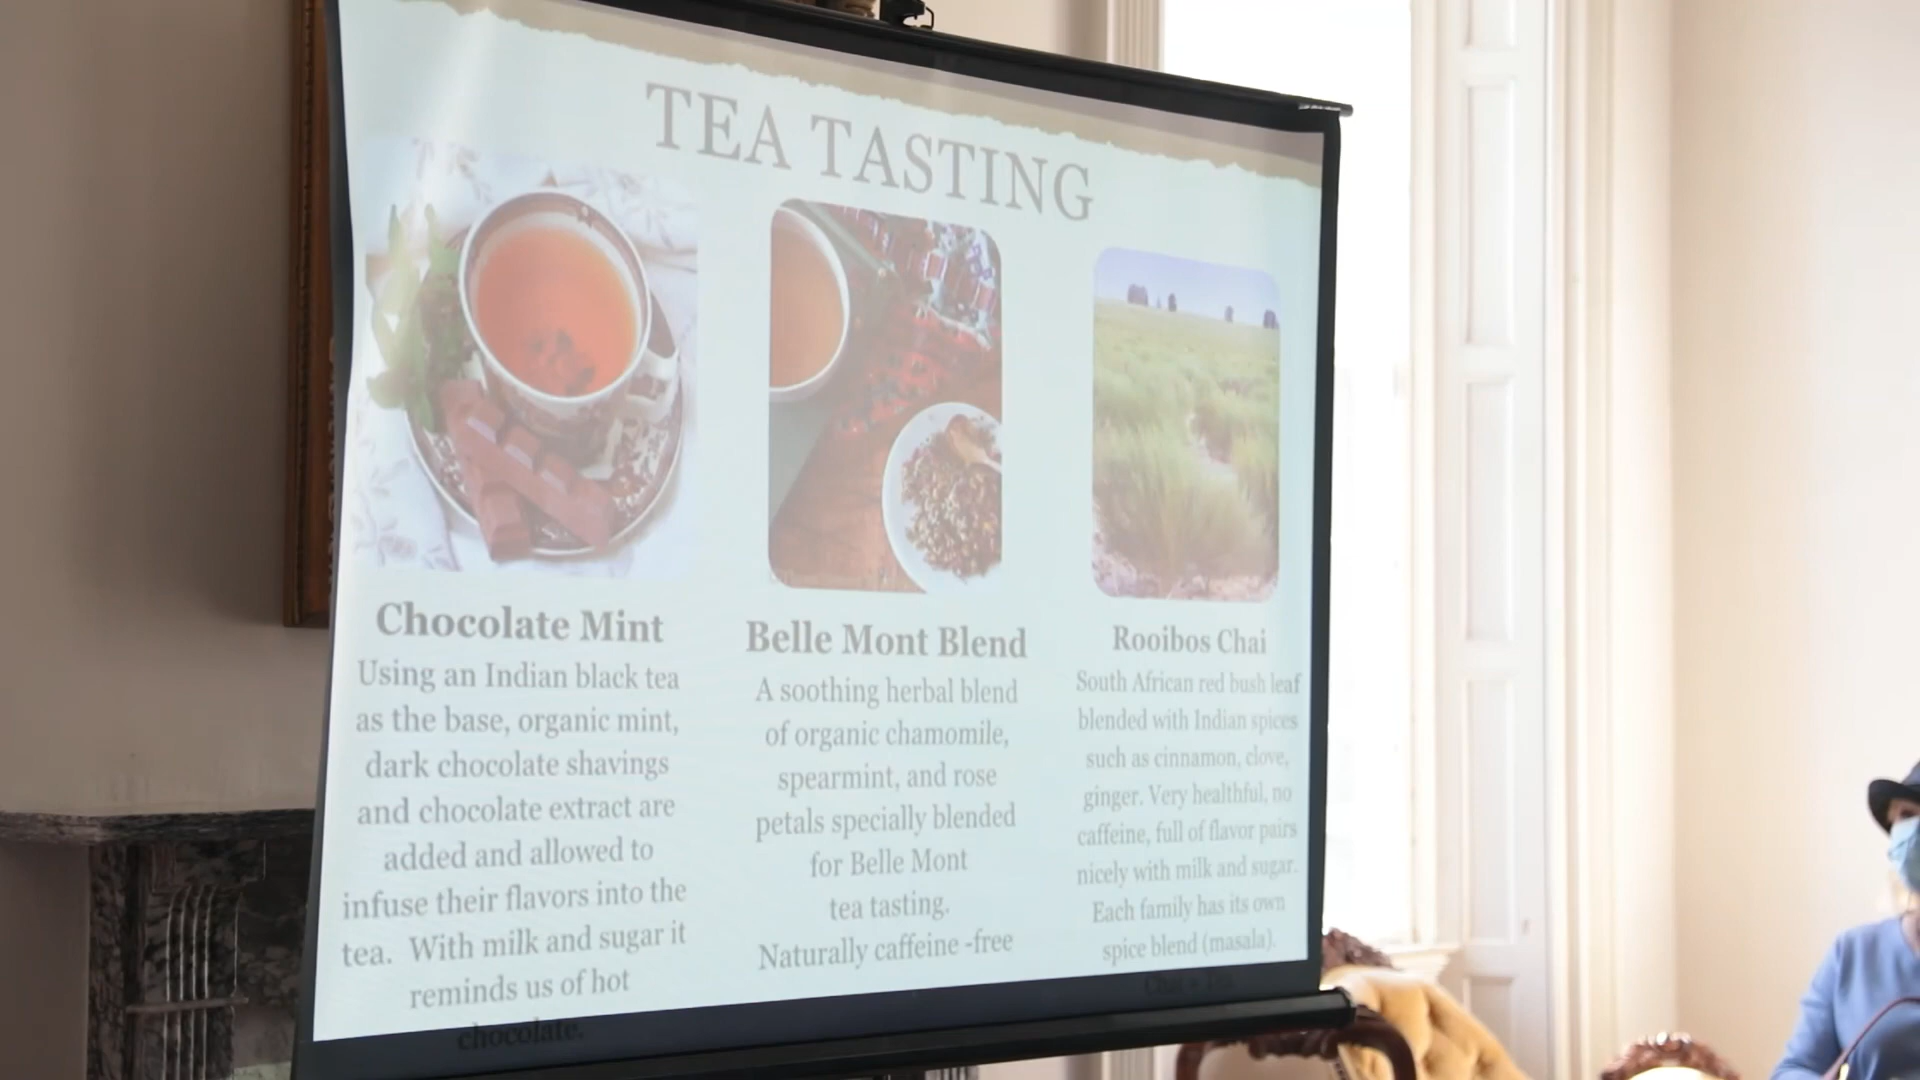 TEA TASTING
Chocolate Mint
Using an Indian black tea
as the base, organic mint,
dark chocolate shavings
and chocolate extract are
added and allowed to
infuse their flavors into the
tea. With milk and sugar it
reminds us of hot
chocolate.
Belle Mont Blend
A soothing herbal blend
of organic chamomile,
spearmint, and rose
petals specially blended
for Belle Mont
tea tasting.
Naturally caffeine -free
Rooibos Chai
South African red bush leaf
blended with Indian spices
such as cinnamon, clove,
ginger. Very healthful, no
caffeine, full of flavor pairs
nicely with milk and sugar.
Each family has its own
spice blend (masala).